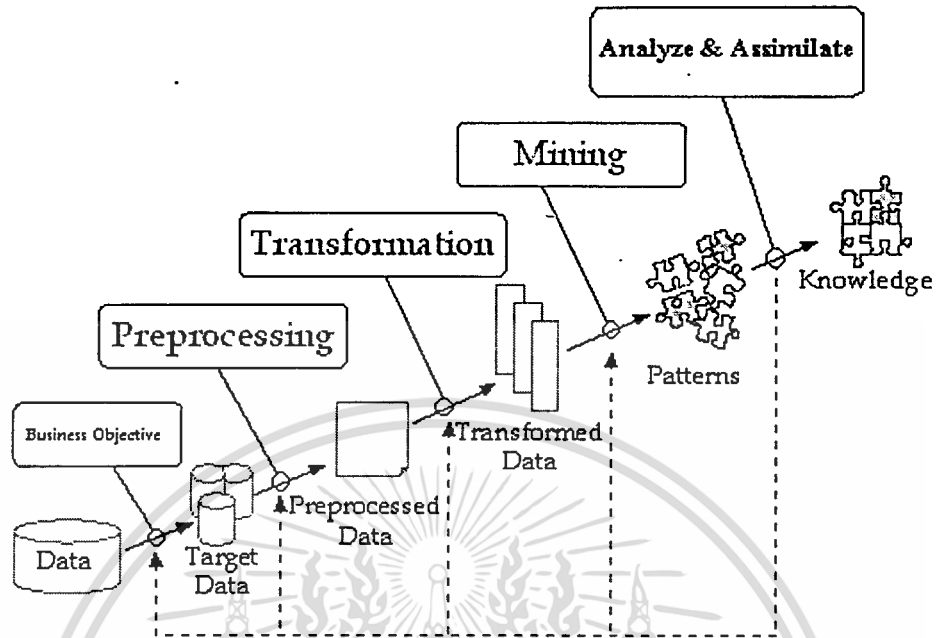 Analyze & Assimilate
Mining
Transformation
Preprocessing
Business Objective
Data
Target
Data
Preprocessed
Data
Transformed
Data
Patterns
Knowledge